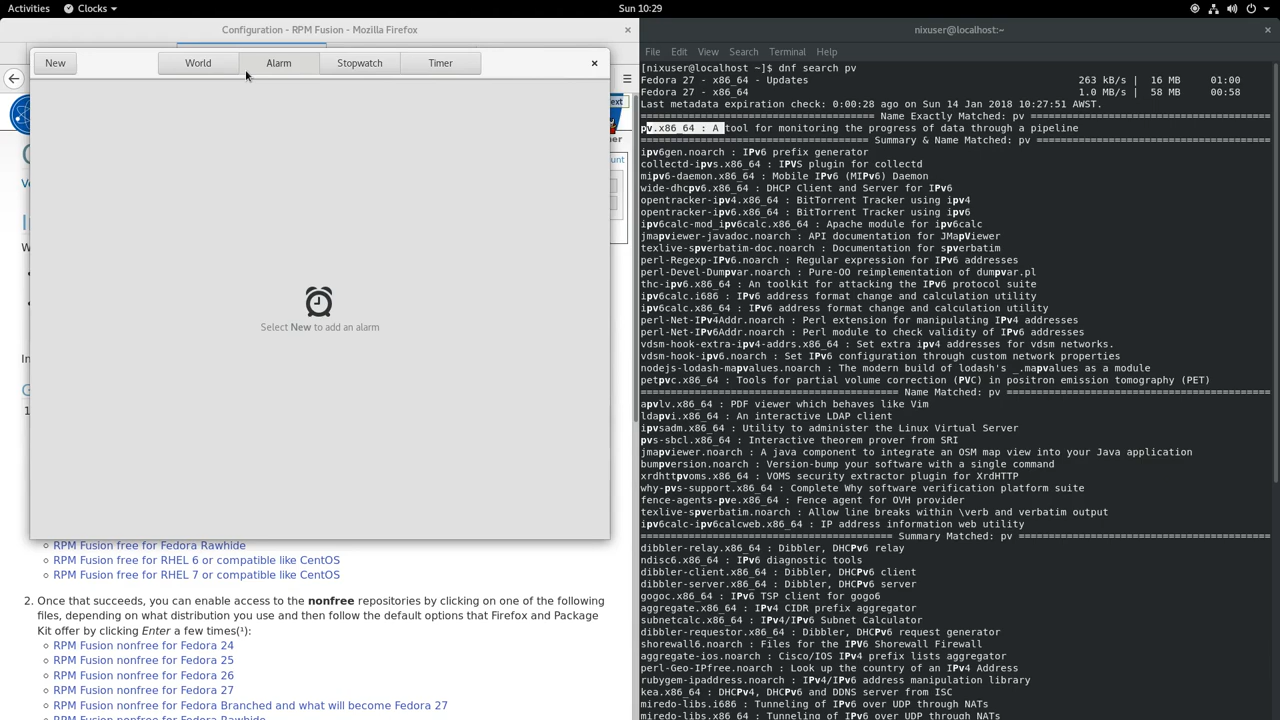 Activities
Clocks
Sun 10:29
Configuration - RPM Fusion - Mozilla Firefox
×
nixuser@localhost:~
×
New
World
Alarm
Stopwatch
Timer
×
Select New to add an alarm
RPM Fusion free for Fedora Rawhide
RPM Fusion free for RHEL 6 or compatible like CentOS
RPM Fusion free for RHEL 7 or compatible like CentOS
2. Once that succeeds, you can enable access to the nonfree repositories by clicking on one of the following
files, depending on what distribution you use and then follow the default options that Firefox and Package
Kit offer by clicking Enter a few times(¹):
RPM Fusion nonfree for Fedora 24
RPM Fusion nonfree for Fedora 25
RPM Fusion nonfree for Fedora 26
RPM Fusion nonfree for Fedora 27
RPM Fusion nonfree for Fedora Branched and what will become Fedora 27
RPM Fusion nonfree for Fedora Rawhide
File Edit View Search Terminal Help
[nixuser@localhost ~]$ dnf search pv
Fedora 27 - x86_64 - Updates 263 kB/s | 16 MB 01:00
Fedora 27 - x86_64 1.0 MB/s | 58 MB 00:58
Last metadata expiration check: 0:00:28 ago on Sun 14 Jan 2018 10:27:51 AWST.
======================================= Name Exactly Matched: pv ========================================
pv.x86_64 : A tool for monitoring the progress of data through a pipeline
====================================== Summary & Name Matched: pv =======================================
ipv6gen.noarch : IPv6 prefix generator
collectd-ipvs.x86_64 : IPVS plugin for collectd
mipv6-daemon.x86_64 : Mobile IPv6 (MIPv6) Daemon
wide-dhcpv6.x86_64 : DHCP Client and Server for IPv6
opentracker-ipv4.x86_64 : BitTorrent Tracker using ipv4
opentracker-ipv6.x86_64 : BitTorrent Tracker using ipv6
ipv6calc-mod_ipv6calc.x86_64 : Apache module for ipv6calc
jmapviewer-javadoc.noarch : API documentation for JMapViewer
texlive-spverbatim-doc.noarch : Documentation for spverbatim
perl-Regexp-IPv6.noarch : Regular expression for IPv6 addresses
perl-Devel-Dumpvar.noarch : Pure-OO reimplementation of dumpvar.pl
thc-ipv6.x86_64 : An toolkit for attacking the IPv6 protocol suite
ipv6calc.i686 : IPv6 address format change and calculation utility
ipv6calc.x86_64 : IPv6 address format change and calculation utility
perl-Net-IPv4Addr.noarch : Perl extension for manipulating IPv4 addresses
perl-Net-IPv6Addr.noarch : Perl module to check validity of IPv6 addresses
vdsm-hook-extra-ipv4-addrs.x86_64 : Set extra ipv4 addresses for vdsm networks.
vdsm-hook-ipv6.noarch : Set IPv6 configuration through custom network properties
nodejs-lodash-mapvalues.noarch : The modern build of lodash's _.mapvalues as a module
petpvc.x86_64 : Tools for partial volume correction (PVC) in positron emission tomography (PET)
=========================================== Name Matched: pv ============================================
apvlv.x86_64 : PDF viewer which behaves like Vim
ldapvi.x86_64 : An interactive LDAP client
ipvsadm.x86_64 : Utility to administer the Linux Virtual Server
pvs-sbcl.x86_64 : Interactive theorem prover from SRI
jmapviewer.noarch : A java component to integrate an OSM map view into your Java application
bumpversion.noarch : Version-bump your software with a single command
xrdhttpvoms.x86_64 : VOMS security extractor plugin for XrdHTTP
why-pvs-support.x86_64 : Complete Why software verification platform suite
fence-agents-pve.x86_64 : Fence agent for OVH provider
texlive-spverbatim.noarch : Allow line breaks within \verb and verbatim output
ipv6calc-ipv6calcweb.x86_64 : IP address information web utility
========================================= Summary Matched: pv ===========================================
dibbler-relay.x86_64 : Dibbler, DHCPv6 relay
ndisc6.x86_64 : IPv6 diagnostic tools
dibbler-client.x86_64 : Dibbler, DHCPv6 client
dibbler-server.x86_64 : Dibbler, DHCPv6 server
gogoc.x86_64 : IPv6 TSP client for gogo6
aggregate.x86_64 : IPv4 CIDR prefix aggregator
subnetcalc.x86_64 : IPv4/IPv6 Subnet Calculator
dibbler-requestor.x86_64 : Dibbler, DHCPv6 request generator
shorewall6.noarch : Files for the IPV6 Shorewall Firewall
aggregate-ios.noarch : Cisco/IOS IPv4 prefix lists aggregator
perl-Geo-IPfree.noarch : Look up the country of an IPv4 Address
rubygem-ipaddress.noarch : IPv4/IPv6 address manipulation library
kea.x86_64 : DHCPv4, DHCPv6 and DDNS server from ISC
miredo-libs.i686 : Tunneling of IPv6 over UDP through NATs
miredo-libs.x86_64 : Tunneling of IPv6 over UDP through NATs